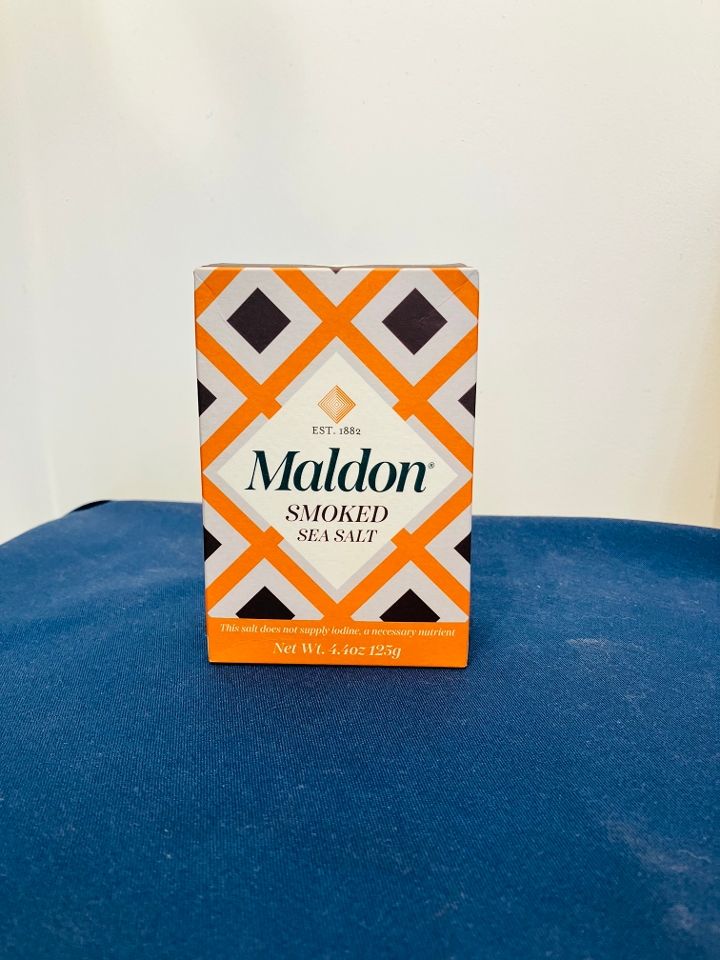 EST. 1882
Maldon®
SMOKED
SEA SALT
This salt does not supply iodine, a necessary nutrient
Net Wt. 4.4oz 125g